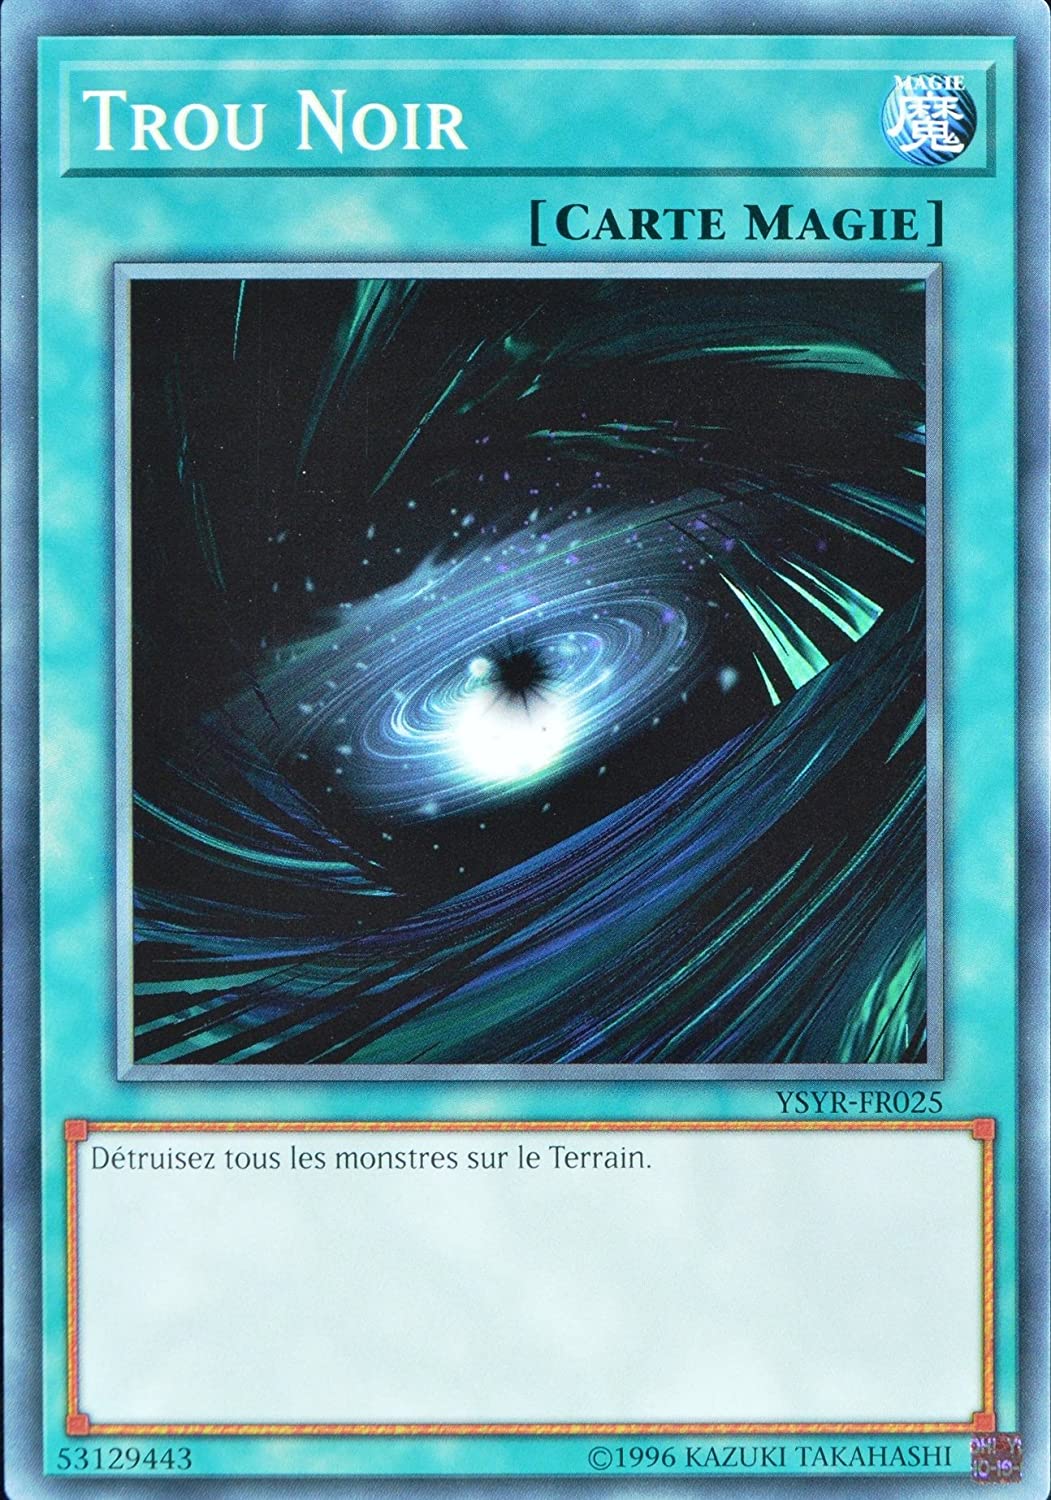 TROU NOIR
MAGIE
魔
[CARTE MAGIE]
YSYR-FR025
Détruisez tous les monstres sur le Terrain.
53129443
©1996 KAZUKI TAKAHASHI